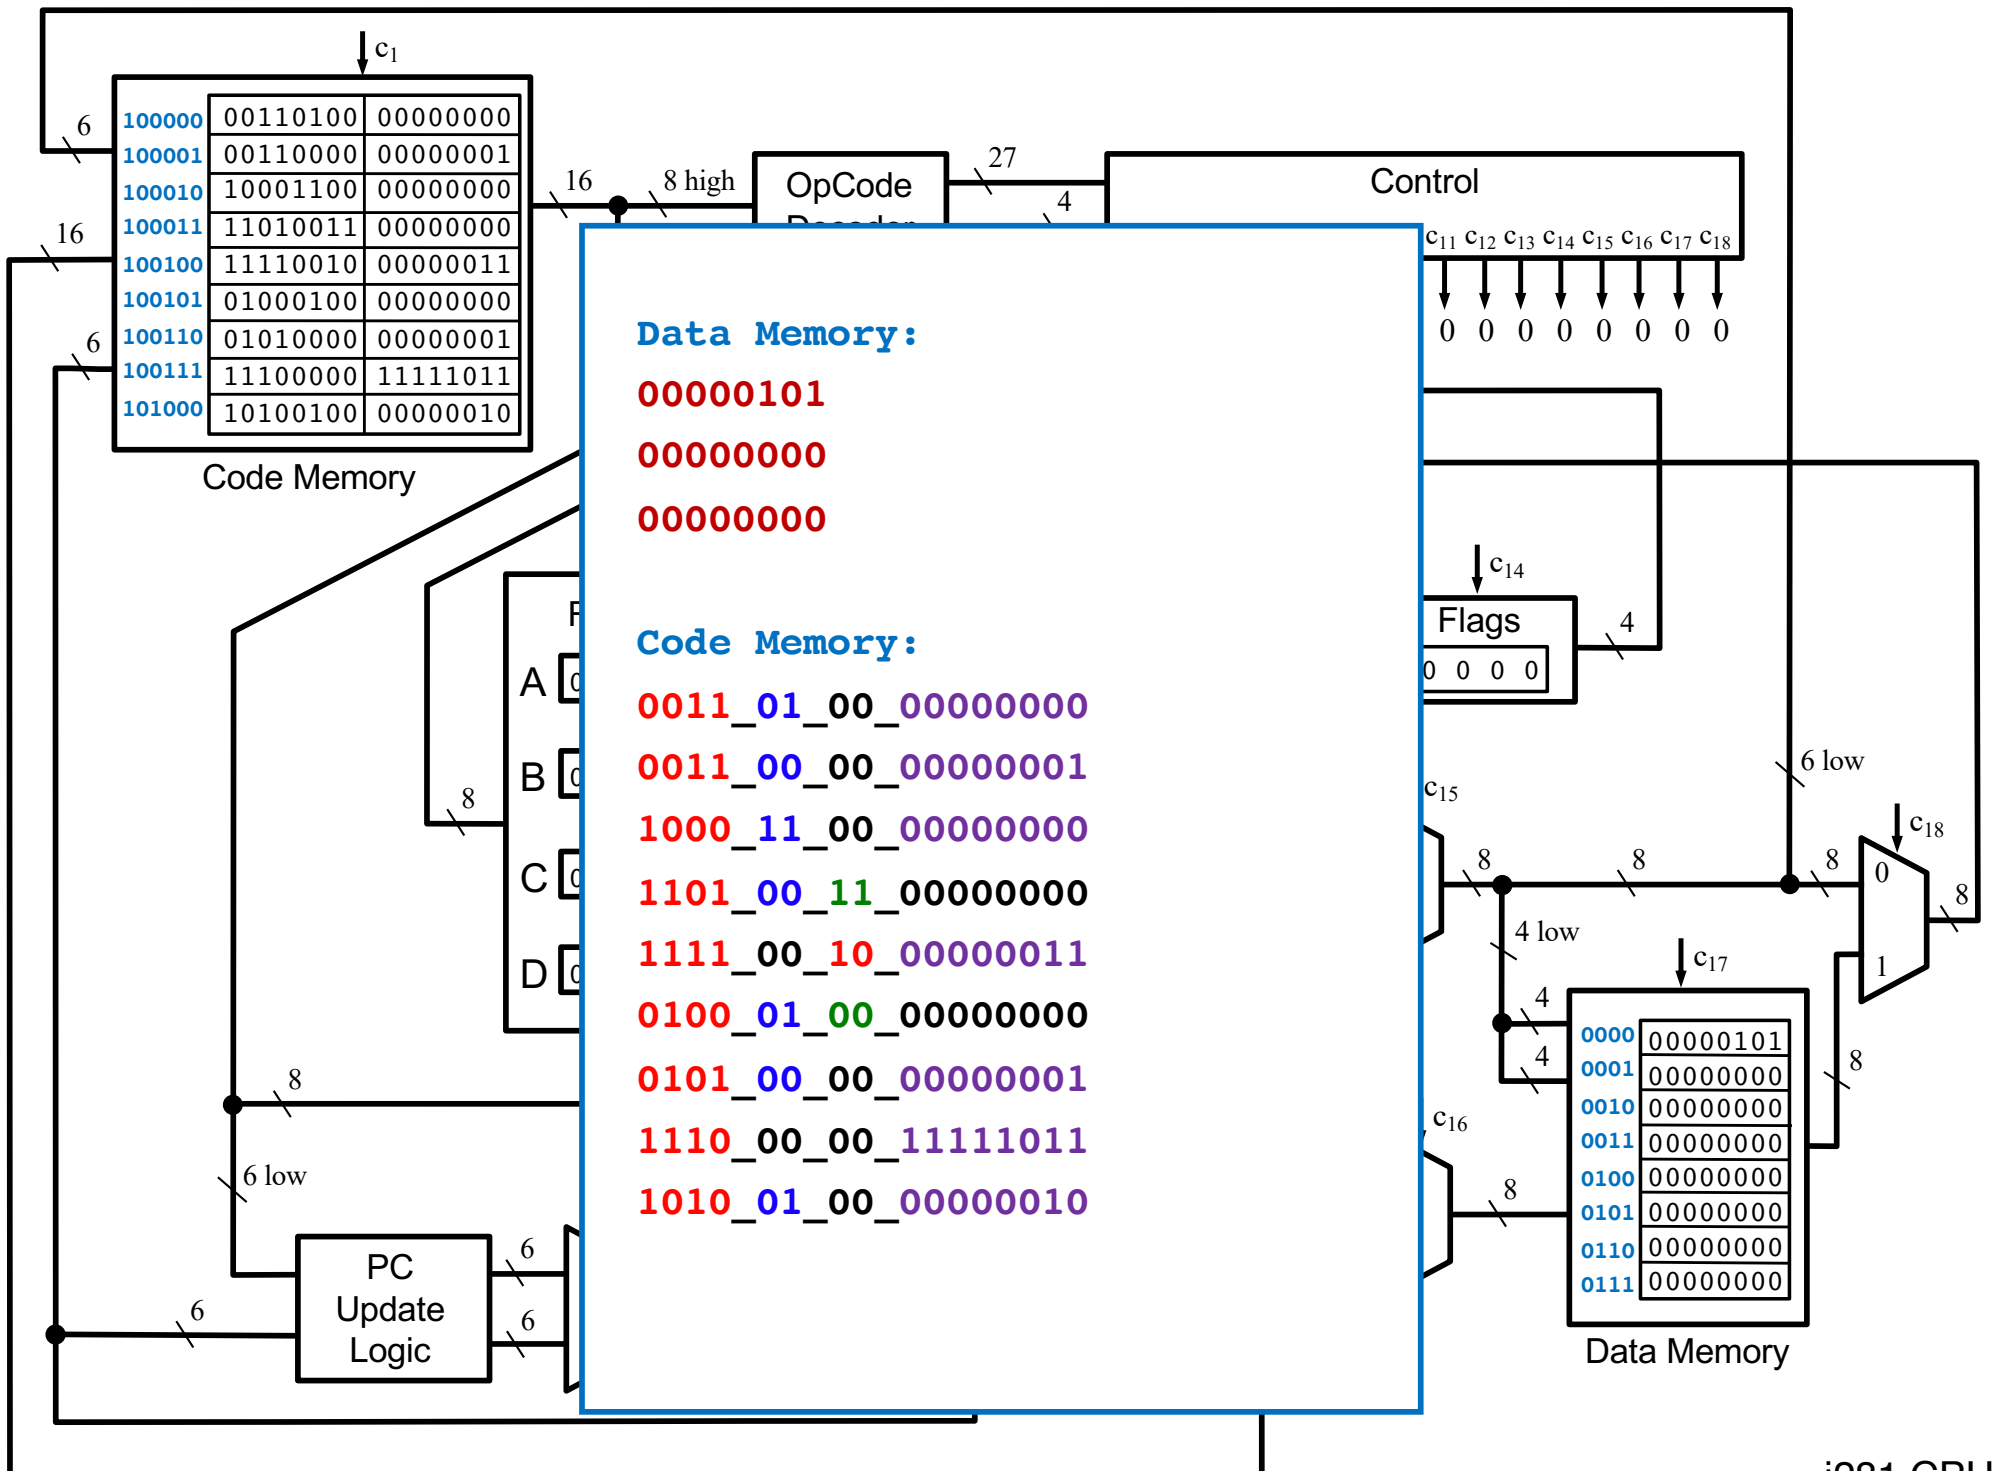 c1
6
16
6
100000 00110100 00000000
100001 00110000 00000001
100010 10001100 00000000
100011 11010011 00000000
100100 11110010 00000011
100101 01000100 00000000
100110 01010000 00000001
100111 11100000 11111011
101000 10100100 00000010
Code Memory
16
8 high
OpCode
27
4
Control
c11 c12 c13 c14 c15 c16 c17 c18
0 0 0 0 0 0 0 0
Data Memory:
00000101
00000000
00000000
Code Memory:
0011_01_00_00000000
0011_00_00_00000001
1000_11_00_00000000
1101_00_11_00000000
1111_00_10_00000011
0100_01_00_00000000
0101_00_00_00000001
1110_00_00_11111011
1010_01_00_00000010
A
B
C
D
8
8
6 low
6
PC
Update
Logic
6
6
c14
Flags
0 0 0 0
4
6 low
c15
8
8
8
c18
0
1
8
4 low
c17
4
4
8
c16
8
0000 00000101
0001 00000000
0010 00000000
0011 00000000
0100 00000000
0101 00000000
0110 00000000
0111 00000000
Data Memory